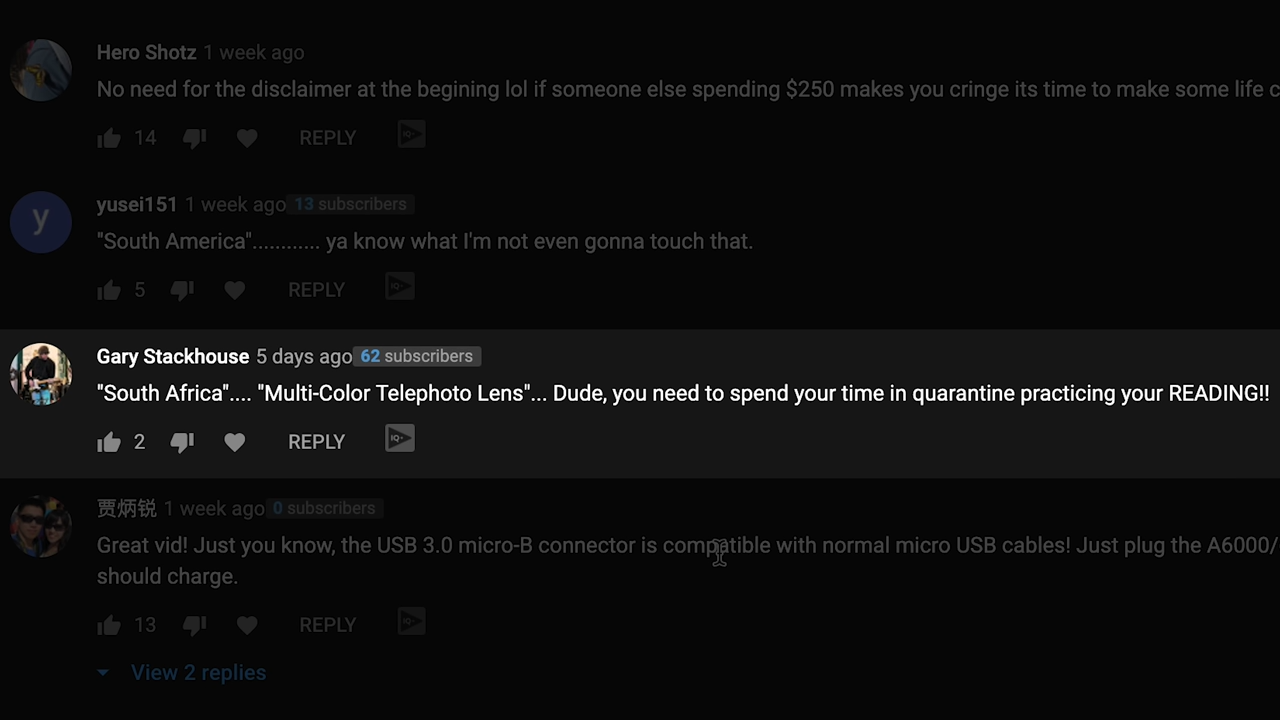 Hero Shotz 1 week ago
No need for the disclaimer at the begining lol if someone else spending $250 makes you cringe its time to make some life c
14 REPLY IQ+
y
yusei151 1 week ago 13 subscribers
"South America"............ ya know what I'm not even gonna touch that.
5 REPLY IQ+
Gary Stackhouse 5 days ago 62 subscribers
"South Africa".... "Multi-Color Telephoto Lens"... Dude, you need to spend your time in quarantine practicing your READING!!
2 REPLY IQ+
贾炳锐 1 week ago 0 subscribers
Great vid! Just you know, the USB 3.0 micro-B connector is compatible with normal micro USB cables! Just plug the A6000/
should charge.
13 REPLY IQ+
View 2 replies